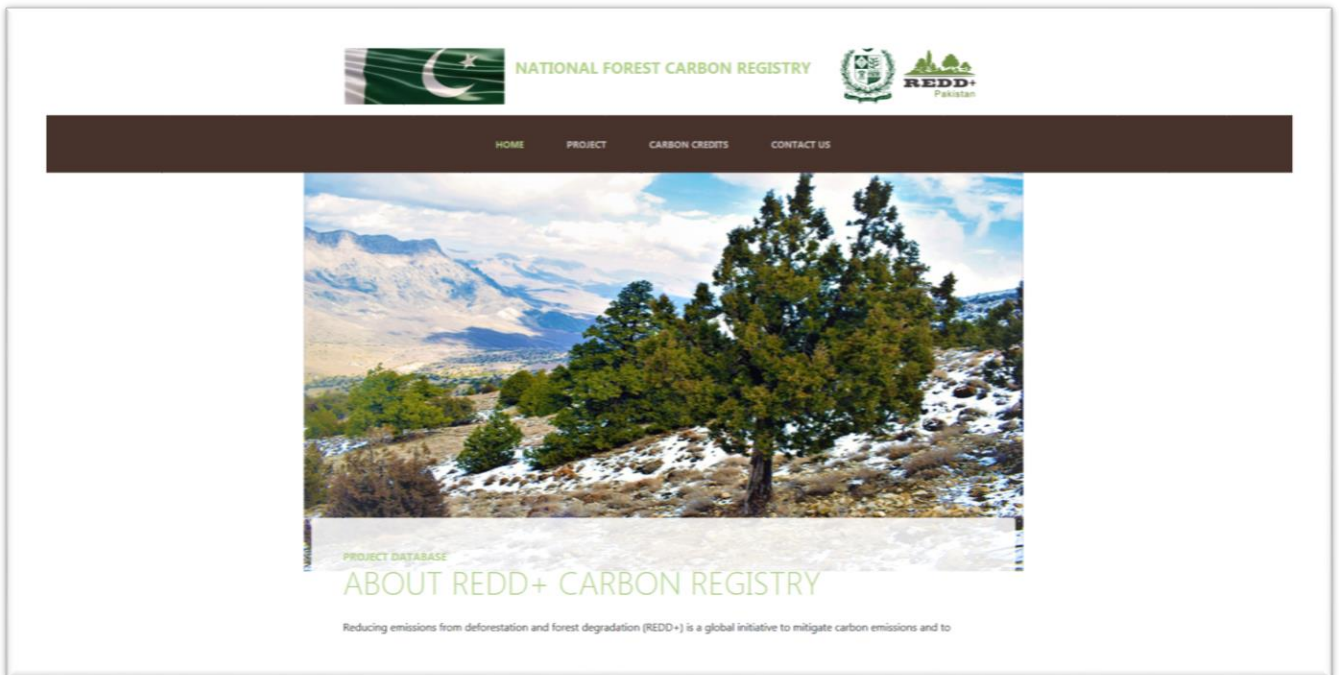 NATIONAL FOREST CARBON REGISTRY
REDD+
Pakistan
HOME PROJECT CARBON CREDITS CONTACT US
PROJECT DATABASE
ABOUT REDD+ CARBON REGISTRY
Reducing emissions from deforestation and forest degradation (REDD+) is a global initiative to mitigate carbon emissions and to